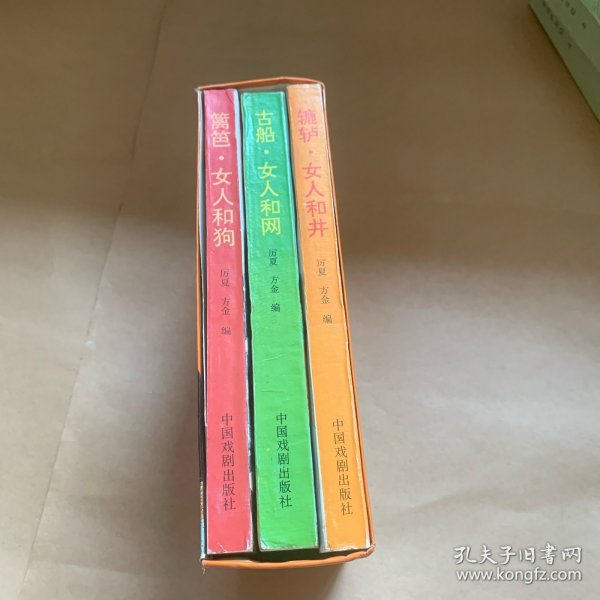 篱笆·女人和狗
厉夏 方金 编
中国戏剧出版社
古船·女人和网
厉夏 方金 编
中国戏剧出版社
辘轳·女人和井
厉夏 方金 编
中国戏剧出版社
孔夫子旧書网
www.kongfz.com